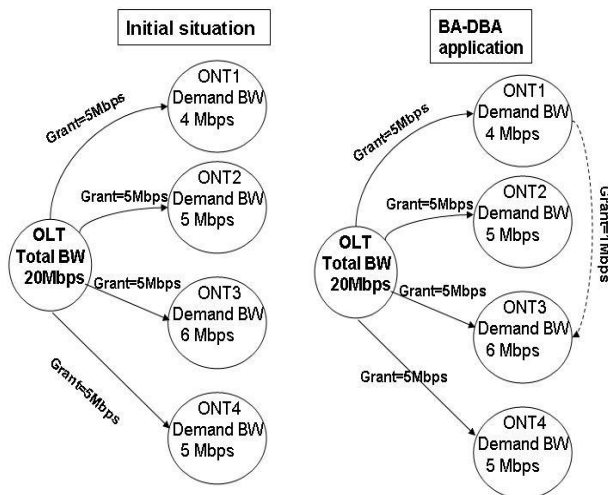 Initial situation
ONT1
Demand BW
4 Mbps
Grant=5Mbps
ONT2
Demand BW
5 Mbps
Grant=5Mbps
OLT
Total BW
20Mbps
Grant=5Mbps
ONT3
Demand BW
6 Mbps
Grant=5Mbps
ONT4
Demand BW
5 Mbps
BA-DBA
application
ONT1
Demand BW
4 Mbps
Grant=5Mbps
ONT2
Demand BW
5 Mbps
Grant=5Mbps
Grant=1Mbps
OLT
Total BW
20Mbps
Grant=5Mbps
ONT3
Demand BW
6 Mbps
Grant=5Mbps
ONT4
Demand BW
5 Mbps